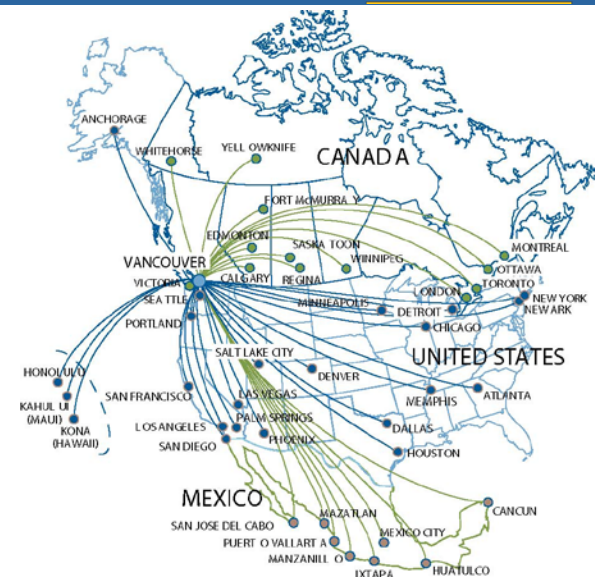 ANCHORAGE
WHITEHORSE
YELL OWKNIFE
CANADA
FORT McMURRA Y
EDMONTON
SASKA TOON
MONTREAL
VANCOUVER
WINNIPEG
OTTAWA
VICTORIA
CALGARY
REGINA
LONDON
TORONTO
SEA TTLE
MINNEAPOLIS
NEW YORK
DETROIT
NEWARK
PORTLAND
CHICAGO
SALT LAKE CITY
UNITED STATES
HONOLULU
DENVER
SAN FRANCISCO
LAS VEGAS
MEMPHIS
ATLANTA
KAHUL UI
(MAUI)
PALM SPRINGS
LOS ANGELES
DALLAS
KONA
(HAWAII)
PHOENIX
SAN DIEGO
HOUSTON
MEXICO
CANCUN
SAN JOSE DEL CABO
MAZATLAN
MEXICO CITY
PUERT O VALLART A
MANZANILL O
IXTAPA
HUATULCO